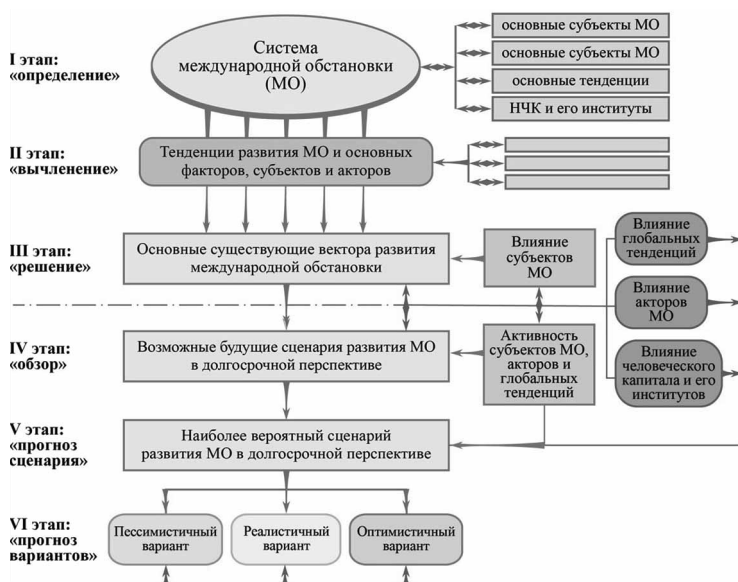 I этап:
«определение»
Система
международной обстановки
(МО)
основные субъекты МО
основные субъекты МО
основные тенденции
НЧК и его институты
II этап:
«вычленение»
Тенденции развития МО и основных
факторов, субъектов и акторов
III этап:
«решение»
Основные существующие вектора развития
международной обстановки
Влияние
субъектов
МО
Влияние
глобальных
тенденций
Влияние
акторов
МО
IV этап:
«обзор»
Возможные будущие сценария развития МО
в долгосрочной перспективе
Активность
субъектов МО,
акторов и
глобальных
тенденций
Влияние
человеческого
капитала и его
институтов
V этап:
«прогноз
сценария»
Наиболее вероятный сценарий
развития МО в долгосрочной перспективе
VI этап:
«прогноз
вариантов»
Пессимистичный
вариант
Реалистичный
вариант
Оптимистичный
вариант